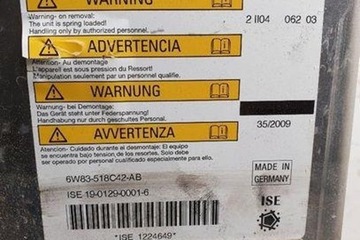 WARNING
Warning- on removal:
The unit is spring loaded!
Handling only by authorized personnel.
2 II04 062 03
ADVERTENCIA
Attention- Au démontage
L'appareil est sous pression du Ressort!
Manipulation seulement par un personnel qualifié.
WARNUNG
Warnung- bei Demontage:
Das Gerät steht unter Federspannung!
Handhabung nur durch geschultes Personal.
35/2009
AVVERTENZA
Atencion- Cuidado durante el desmontaje. El equipo
se encuentra bajo tensión de los resortes. Solo debe
ser operado por personal cualificado especialmente para ello.
6W83-518C42-AB
ISE 19-0129-0001-6
MADE IN
GERMANY
ISE
*ISE 1224649*